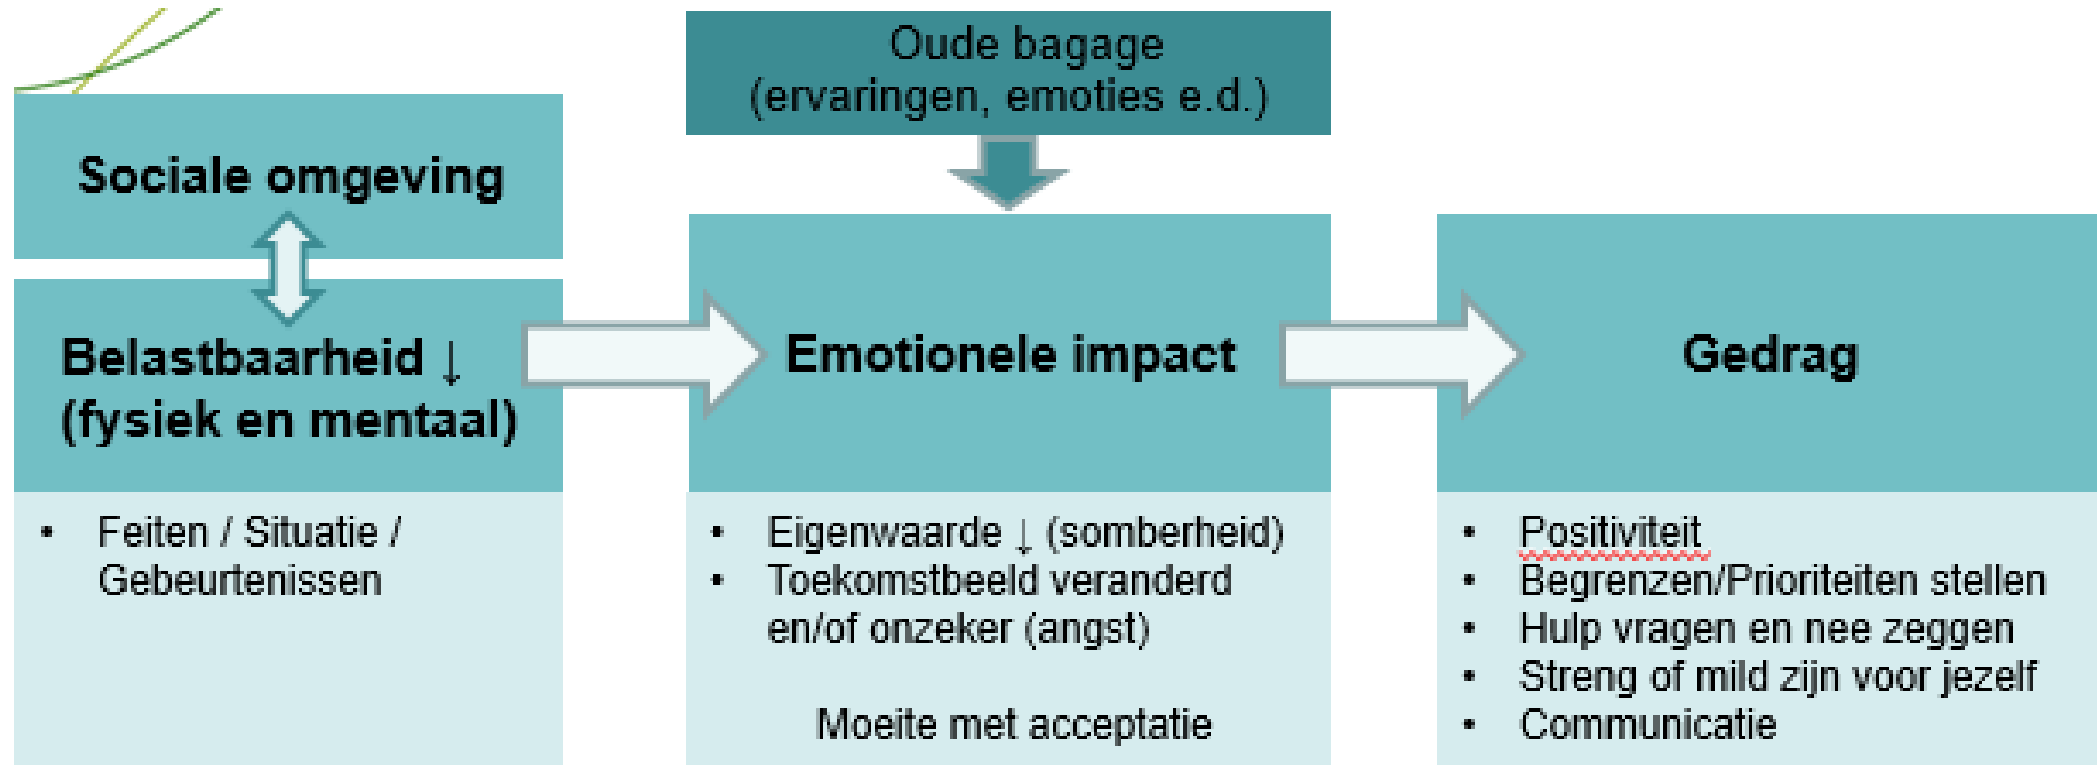 Oude bagage
(ervaringen, emoties e.d.)
Sociale omgeving
Belastbaarheid ↓
(fysiek en mentaal)
• Feiten / Situatie /
Gebeurtenissen
Emotionele impact
• Eigenwaarde ↓ (somberheid)
• Toekomstbeeld veranderd
en/of onzeker (angst)
Moeite met acceptatie
Gedrag
• Positiviteit
• Begrenzen/Prioriteiten stellen
• Hulp vragen en nee zeggen
• Streng of mild zijn voor jezelf
• Communicatie